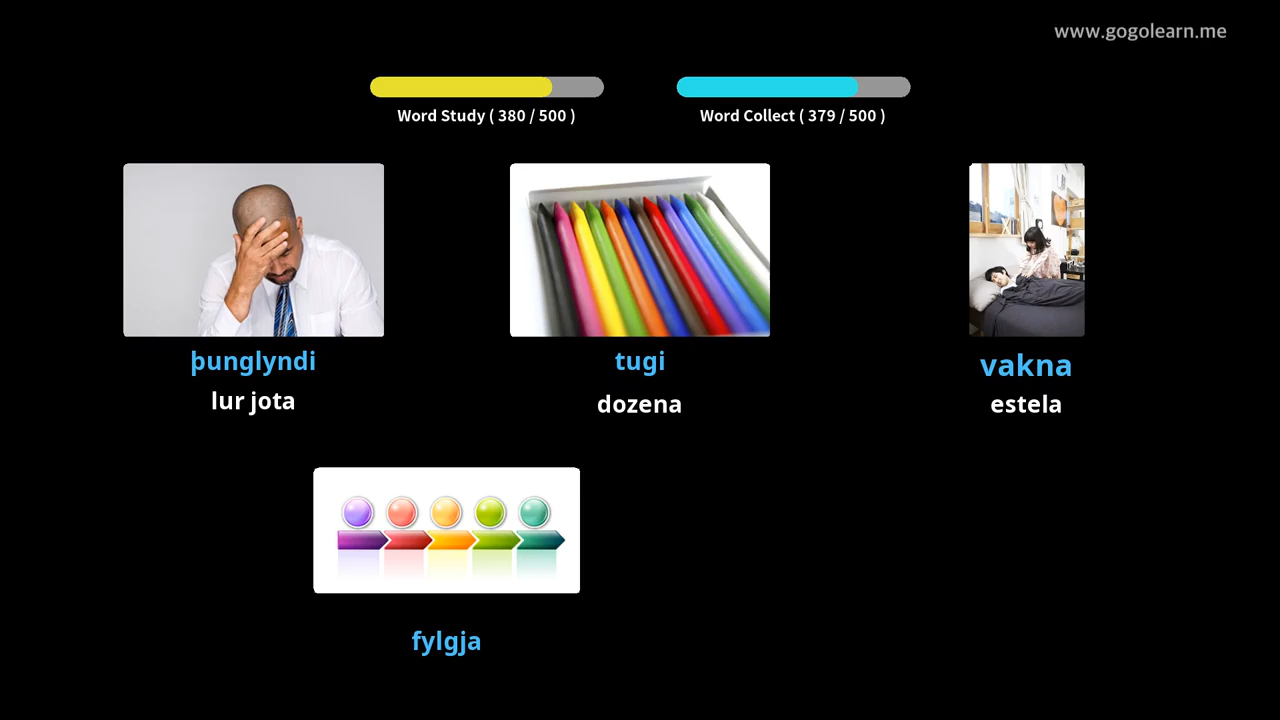 www.gogolearn.me
Word Study ( 380 / 500 )
Word Collect ( 379 / 500 )
þunglyndi
tugi
vakna
lur jota
dozena
estela
fylgja